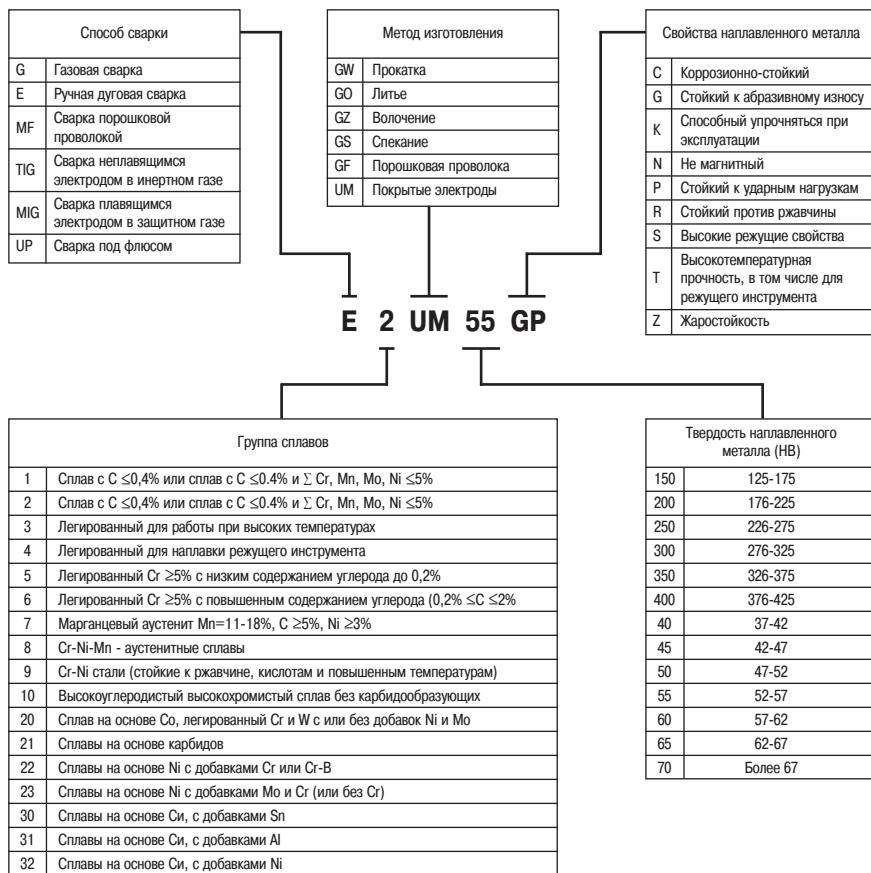 Способ сварки
G Газовая сварка
E Ручная дуговая сварка
MF Сварка порошковой
проволокой
TIG Сварка неплавящимся
электродом в инертном газе
MIG Сварка плавящимся
электродом в защитном газе
UP Сварка под флюсом
Метод изготовления
GW Прокатка
GO Литье
GZ Волочение
GS Спекание
GF Порошковая проволока
UM Покрытые электроды
Свойства наплавленного металла
C Коррозионно-стойкий
G Стойкий к абразивному износу
K Способный упрочняться при
эксплуатации
N Не магнитный
P Стойкий к ударным нагрузкам
R Стойкий против ржавчины
S Высокие режущие свойства
T Высокотемпературная
прочность, в том числе для
режущего инструмента
Z Жаростойкость
E 2 UM 55 GP
Группа сплавов
1 Сплав с C ≤0,4% или сплав с C ≤0.4% и ∑ Cr, Mn, Mo, Ni ≤5%
2 Сплав с C ≤0,4% или сплав с C ≤0.4% и ∑ Cr, Mn, Mo, Ni ≤5%
3 Легированный для работы при высоких температурах
4 Легированный для наплавки режущего инструмента
5 Легированный Cr ≥5% с низким содержанием углерода до 0,2%
6 Легированный Cr ≥5% с повышенным содержанием углерода (0,2% ≤C ≤2%
7 Марганцевый аустенит Mn=11-18%, C ≥5%, Ni ≥3%
8 Cr-Ni-Mn - аустенитные сплавы
9 Cr-Ni стали (стойкие к ржавчине, кислотам и повышенным температурам)
10 Высокоуглеродистый высокохромистый сплав без карбидообразующих
20 Сплав на основе Co, легированный Cr и W с или без добавок Ni и Mo
21 Сплавы на основе карбидов
22 Сплавы на основе Ni с добавками Cr или Cr-B
23 Сплавы на основе Ni с добавками Mo и Cr (или без Cr)
30 Сплавы на основе Си, с добавками Sn
31 Сплавы на основе Си, с добавками Al
32 Сплавы на основе Си, с добавками Ni
Твердость наплавленного
металла (HB)
150 125-175
200 176-225
250 226-275
300 276-325
350 326-375
400 376-425
40 37-42
45 42-47
50 47-52
55 52-57
60 57-62
65 62-67
70 Более 67